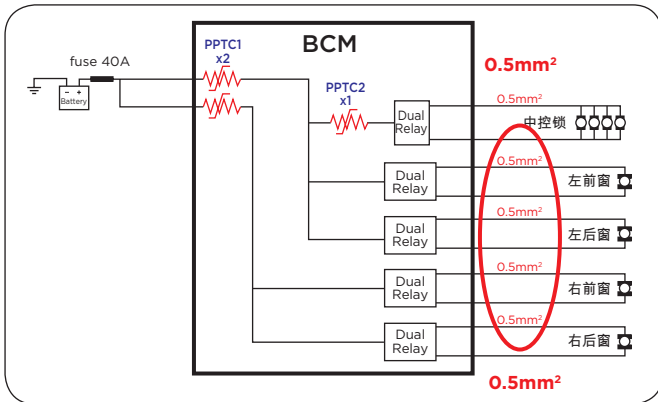 BCM
PPTC1
x2
fuse 40A
- +
Battery
PPTC2
x1
0.5mm²
Dual
Relay
0.5mm²
中控锁
Dual
Relay
0.5mm²
左前窗
Dual
Relay
0.5mm²
左后窗
Dual
Relay
0.5mm²
右前窗
Dual
Relay
0.5mm²
右后窗
0.5mm²